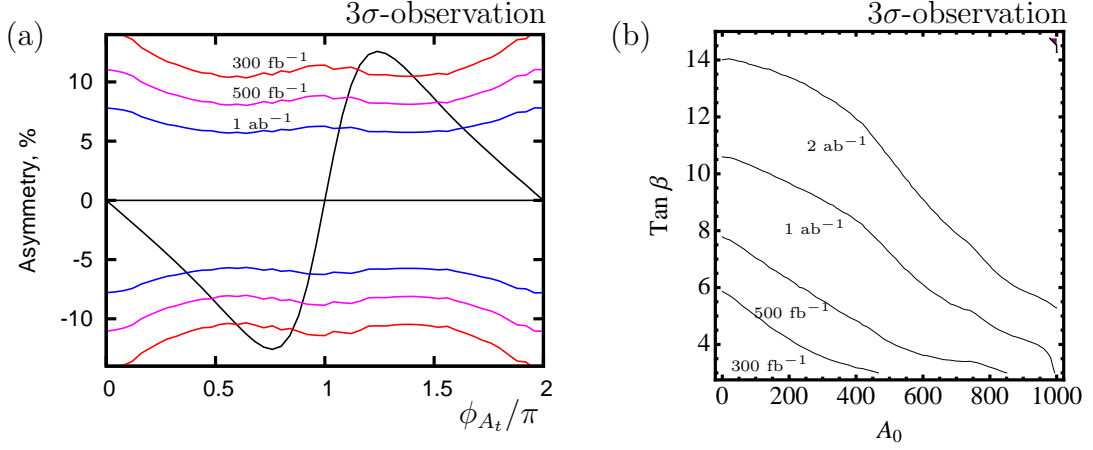 3σ-observation
(a)
10
5
0
-5
-10
Asymmetry, %
300 fb⁻¹
500 fb⁻¹
1 ab⁻¹
0
0.5
1
1.5
2
ϕ_{A_t}/π
3σ-observation
(b)
14
12
10
8
6
4
Tan β
2 ab⁻¹
1 ab⁻¹
500 fb⁻¹
300 fb⁻¹
0
200
400
600
800
1000
A₀